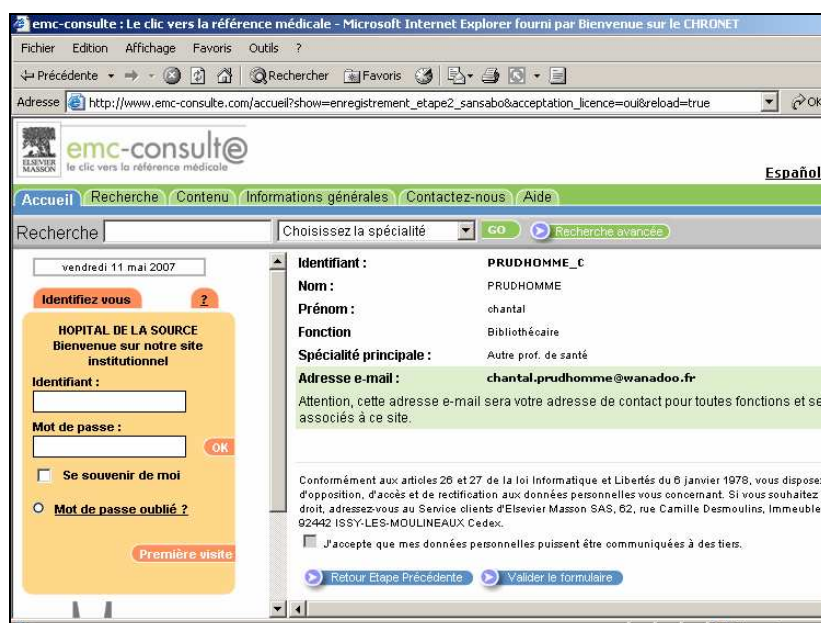 emc-consulte : Le clic vers la référence médicale - Microsoft Internet Explorer fourni par Bienvenue sur le CHRONET
Fichier Edition Affichage Favoris Outils ?
Précédente Rechercher Favoris
Adresse http://www.emc-consulte.com/accueil?show=enregistrement_etape2_sansabo&acceptation_licence=oui&reload=true OK
ELSEVIER MASSON
emc-consult@
le clic vers la référence médicale
Español
Accueil Recherche Contenu Informations générales Contactez-nous Aide
Recherche Choisissez la spécialité GO Recherche avancée
vendredi 11 mai 2007
Identifiez vous ?
HOPITAL DE LA SOURCE
Bienvenue sur notre site
institutionnel
Identifiant :
Mot de passe :
OK
Se souvenir de moi
Mot de passe oublié ?
Première visite
Identifiant : PRUDHOMME_C
Nom : PRUDHOMME
Prénom : chantal
Fonction Bibliothécaire
Spécialité principale : Autre prof. de santé
Adresse e-mail : chantal.prudhomme@wanadoo.fr
Attention, cette adresse e-mail sera votre adresse de contact pour toutes fonctions et se
associés à ce site.
Conformément aux articles 26 et 27 de la loi Informatique et Libertés du 6 janvier 1978, vous dispose
d'opposition, d'accès et de rectification aux données personnelles vous concernant. Si vous souhaitez
droit, adressez-vous au Service clients d'Elsevier Masson SAS, 62, rue Camille Desmoulins, Immeuble
92442 ISSY-LES-MOULINEAUX Cedex.
J'accepte que mes données personnelles puissent être communiquées à des tiers.
Retour Etape Précédente Valider le formulaire